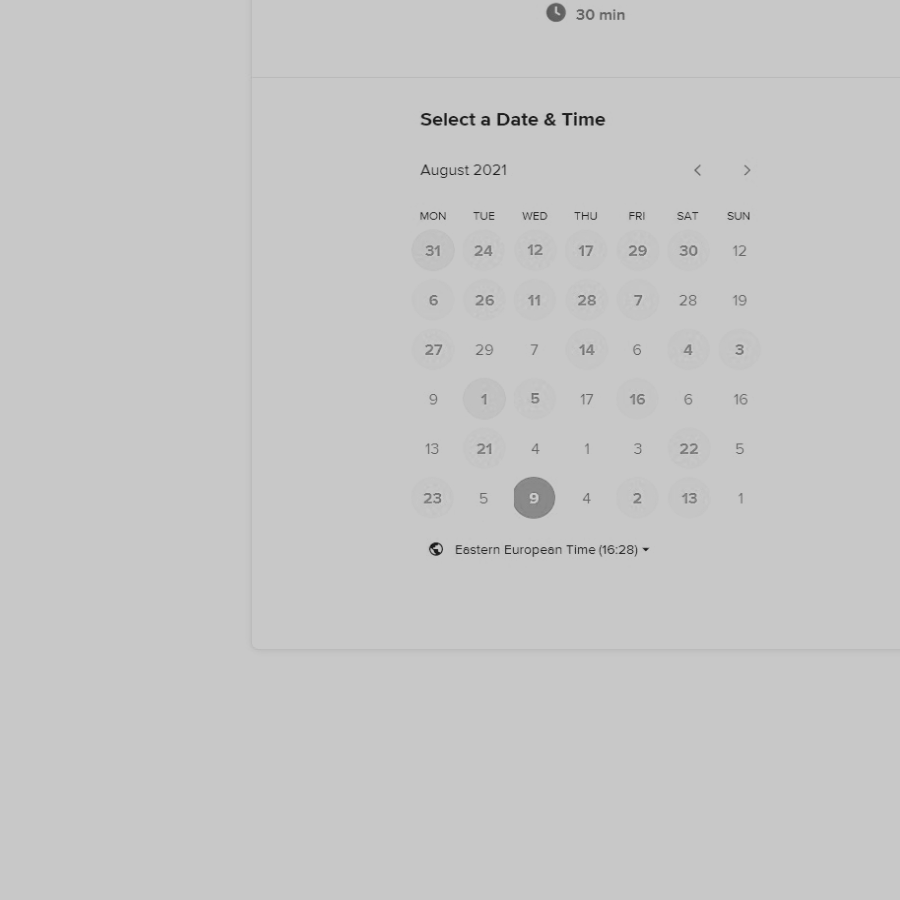 30 min
Select a Date & Time
August 2021
MON TUE WED THU FRI SAT SUN
31 24 12 17 29 30 12
6 26 11 28 7 28 19
27 29 7 14 6 4 3
9 1 5 17 16 6 16
13 21 4 1 3 22 5
23 5 9 4 2 13 1
Eastern European Time (16:28)